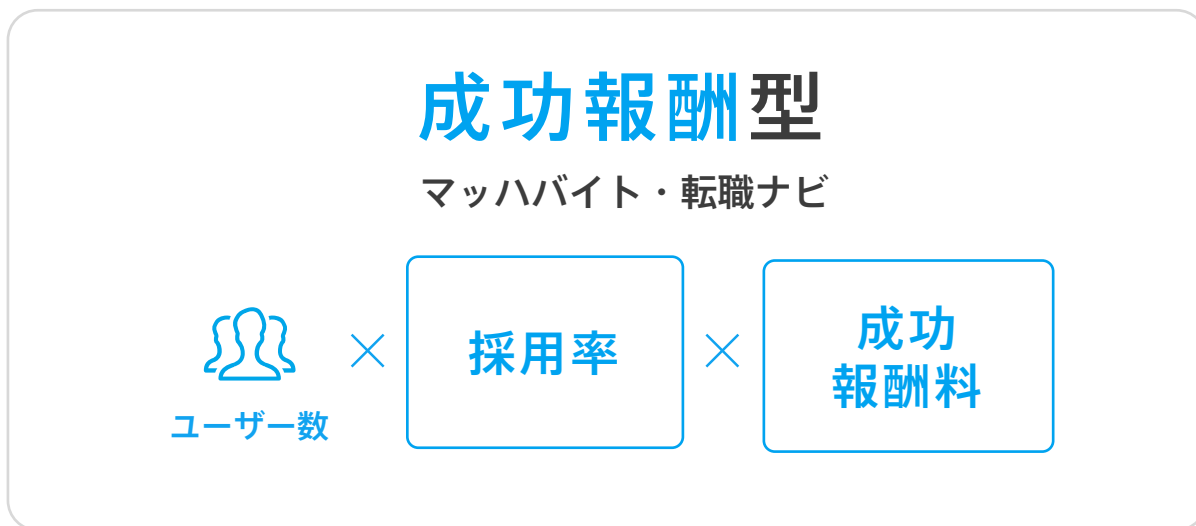 成功報酬型
マッハバイト・転職ナビ
ユーザー数
×
採用率
×
成功
報酬料